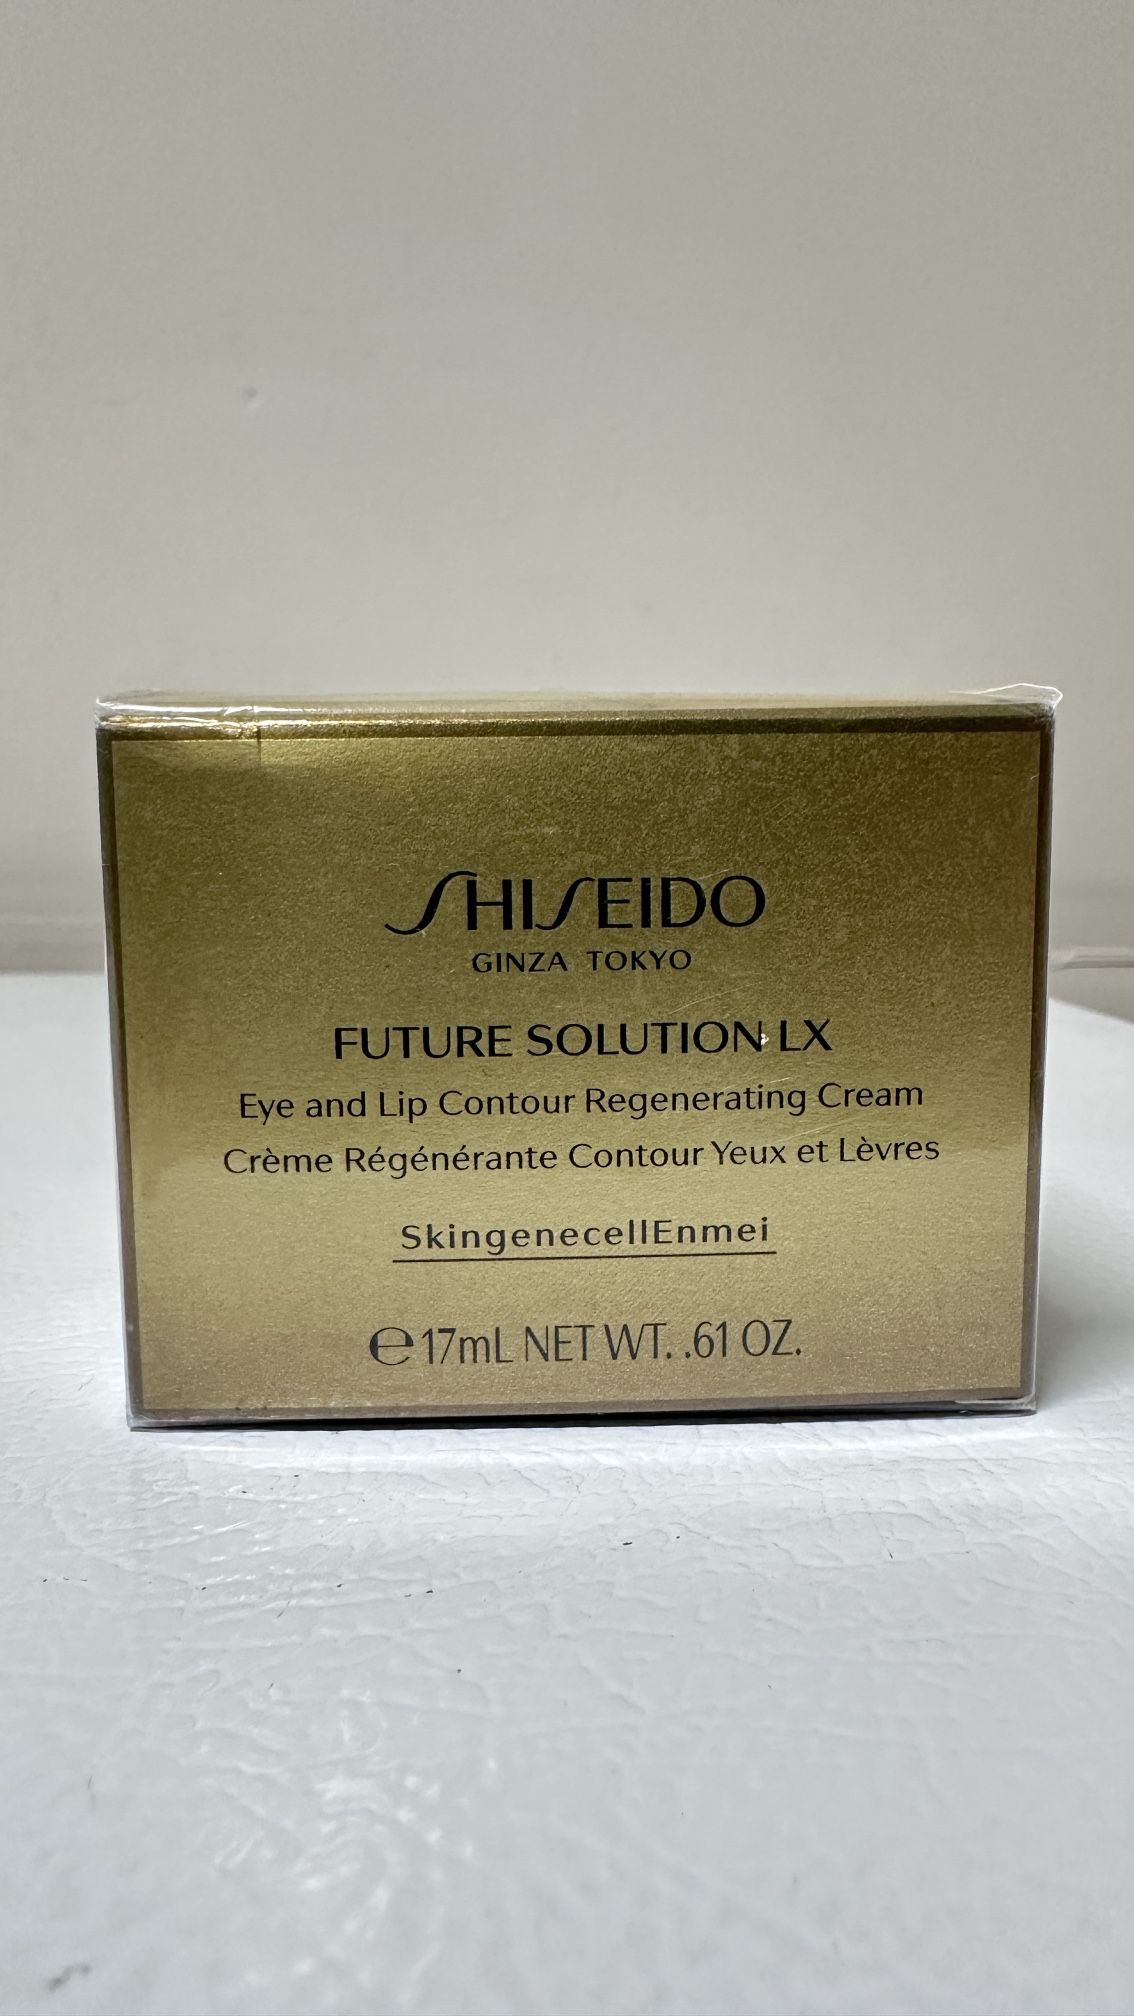 SHISEIDO
GINZA TOKYO
FUTURE SOLUTION LX
Eye and Lip Contour Regenerating Cream
Crème Régénérante Contour Yeux et Lèvres
SkingenecellEnmei
℮17mL NET WT. .61 OZ.